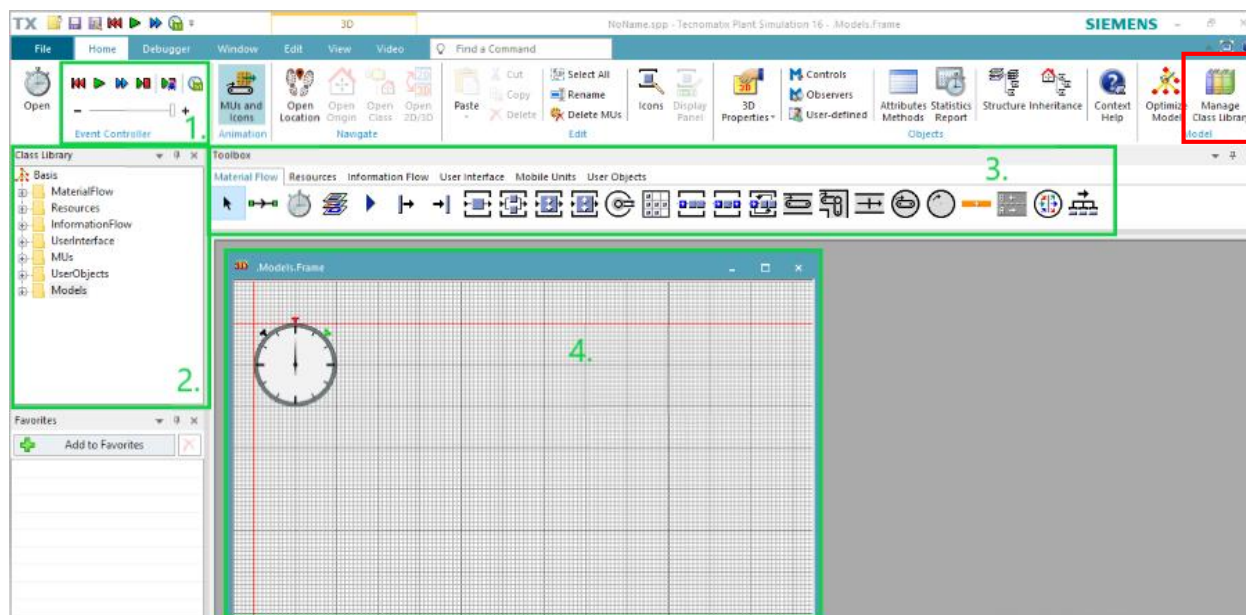 TX 3D NoName.spp - Tecnomatix Plant Simulation 16 - .Models.Frame SIEMENS
File Home Debugger Window Edit View Video Find a Command
Open
Event Controller
1.
MUs and Icons
Animation
Open Location
Open Origin
Open Class
Open 2D/3D
Navigate
Paste
Cut
Copy
Delete
Select All
Rename
Delete MUs
Edit
Icons
Display Panel
3D Properties
Controls
Observers
User-defined
Attributes Methods
Statistics Report
Structure
Inheritance
Objects
Context Help
Optimize Model
Manage Class Library
Model
Class Library
Basis
MaterialFlow
Resources
InformationFlow
UserInterface
MUs
UserObjects
Models
2.
Favorites
Add to Favorites
Toolbox
Material Flow Resources Information Flow User Interface Mobile Units User Objects
3.
3D .Models.Frame
4.